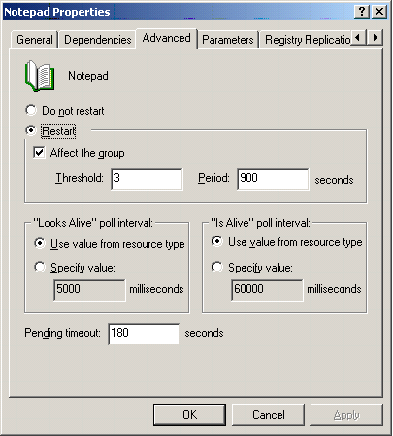 Notepad Properties
General Dependencies Advanced Parameters Registry Replicatio
Notepad
Do not restart
Restart
Affect the group
Threshold: 3 Period: 900 seconds
"Looks Alive" poll interval: "Is Alive" poll interval:
Use value from resource type Use value from resource type
Specify value: Specify value:
5000 milliseconds 60000 milliseconds
Pending timeout: 180 seconds
OK Cancel Apply